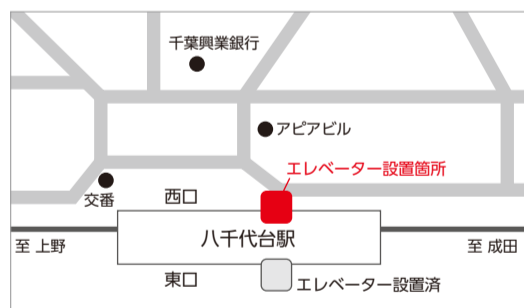 千葉興業銀行
アピアビル
エレベーター設置箇所
交番
西口
至 上野
八千代台駅
至 成田
東口
エレベーター設置済